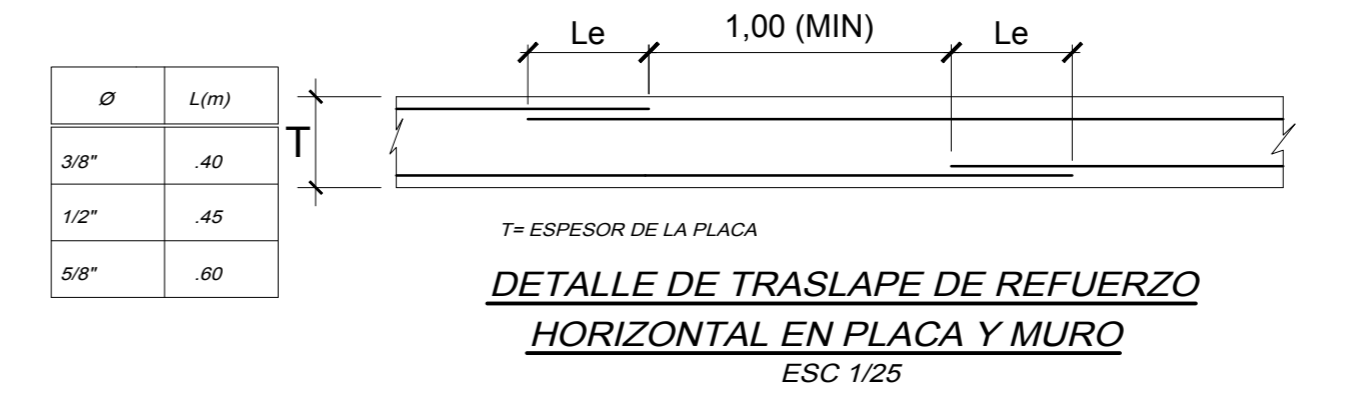 Ø L(m)
3/8" .40
1/2" .45
5/8" .60
T
Le 1,00 (MIN) Le
T= ESPESOR DE LA PLACA
DETALLE DE TRASLAPE DE REFUERZO
HORIZONTAL EN PLACA Y MURO
ESC 1/25